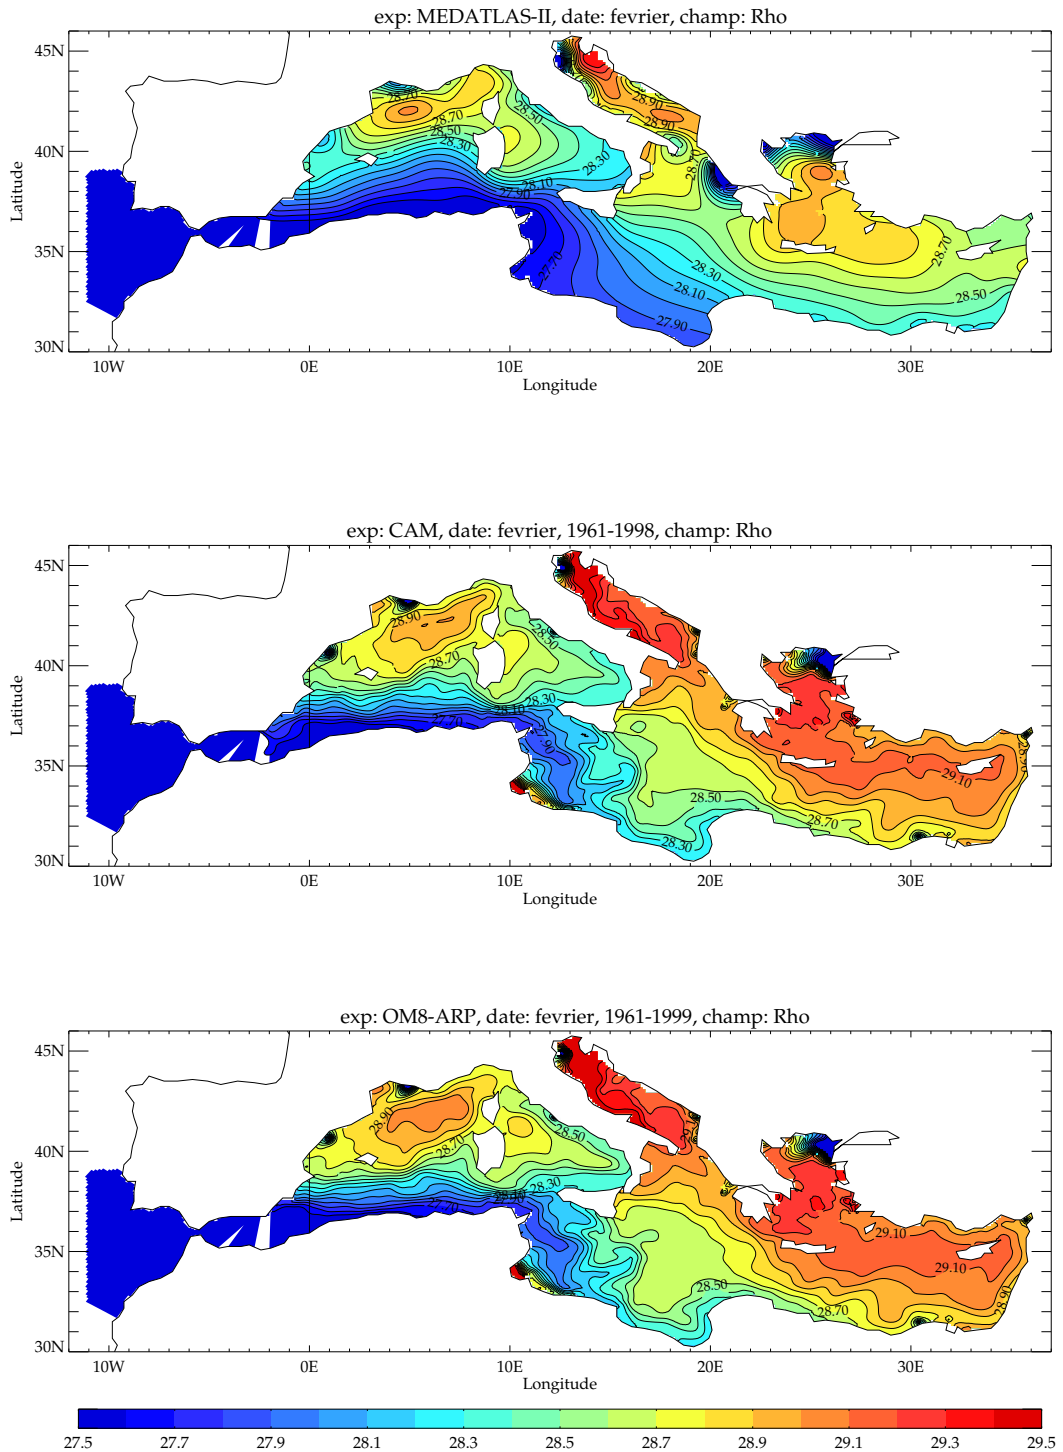 exp: MEDATLAS-II, date: fevrier, champ: Rho
45N
40N
35N
30N
Latitude
10W 0E 10E 20E 30E
Longitude
28.70
28.70
28.50
28.30
28.50
28.30
28.10
27.90
28.90
28.90
27.70
28.30
28.10
27.90
28.70
28.50
exp: CAM, date: fevrier, 1961-1998, champ: Rho
45N
40N
35N
30N
Latitude
10W 0E 10E 20E 30E
Longitude
28.90
28.70
28.50
28.30
28.10
27.70
27.90
28.50
28.70
28.30
29.10
28.90
exp: OM8-ARP, date: fevrier, 1961-1999, champ: Rho
45N
40N
35N
30N
Latitude
10W 0E 10E 20E 30E
Longitude
28.90
28.70
28.50
28.30
27.70
29.10
28.50
28.70
29.10
29.10
28.90
27.5 27.7 27.9 28.1 28.3 28.5 28.7 28.9 29.1 29.3 29.5